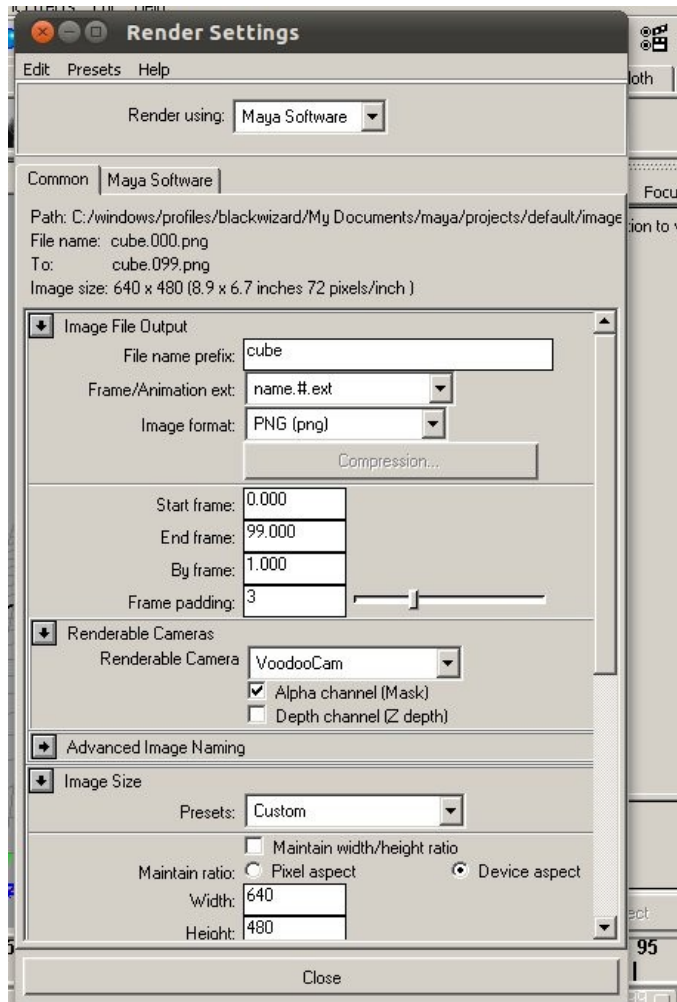 Render Settings
Edit Presets Help
Render using: Maya Software
loth
Common Maya Software
Focu
Path: C:/windows/profiles/blackwizard/My Documents/maya/projects/default/image
File name: cube.000.png
To: cube.099.png
Image size: 640 x 480 (8.9 x 6.7 inches 72 pixels/inch )
Image File Output
File name prefix: cube
Frame/Animation ext: name.#.ext
Image format: PNG (png)
Compression...
Start frame: 0.000
End frame: 99.000
By frame: 1.000
Frame padding: 3
Renderable Cameras
Renderable Camera VoodooCam
Alpha channel (Mask)
Depth channel (Z depth)
Advanced Image Naming
Image Size
Presets: Custom
Maintain width/height ratio
Maintain ratio: Pixel aspect Device aspect
Width: 640
Height: 480
95
Close